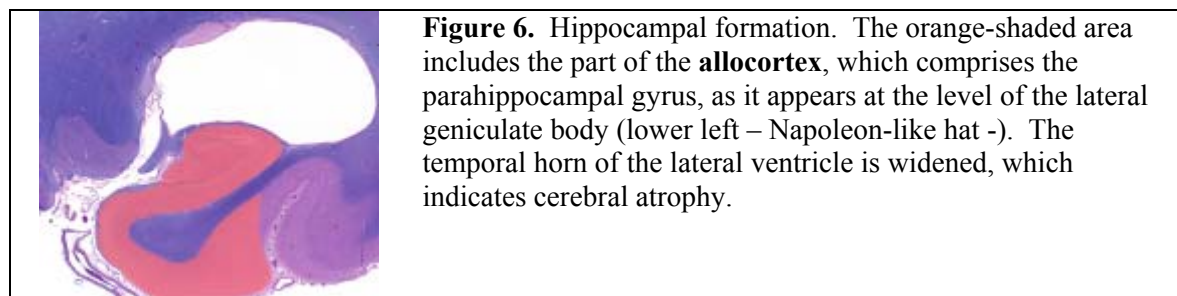 Figure 6.  Hippocampal formation.  The orange-shaded area
includes the part of the allocortex, which comprises the
parahippocampal gyrus, as it appears at the level of the lateral
geniculate body (lower left – Napoleon-like hat -).  The
temporal horn of the lateral ventricle is widened, which
indicates cerebral atrophy.